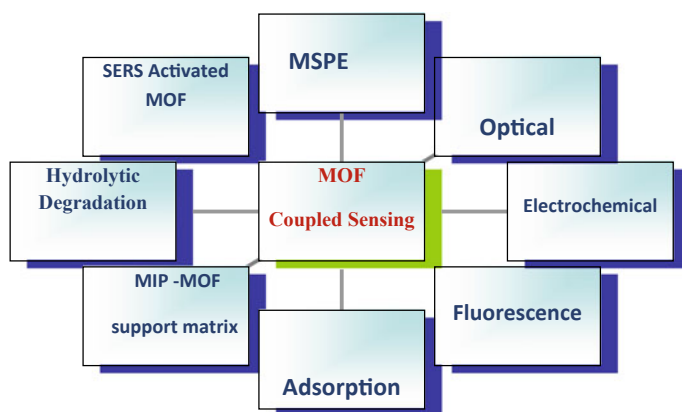 MSPE
SERS Activated
MOF
Optical
Hydrolytic
Degradation
MOF
Coupled Sensing
Electrochemical
MIP -MOF
support matrix
Fluorescence
Adsorption